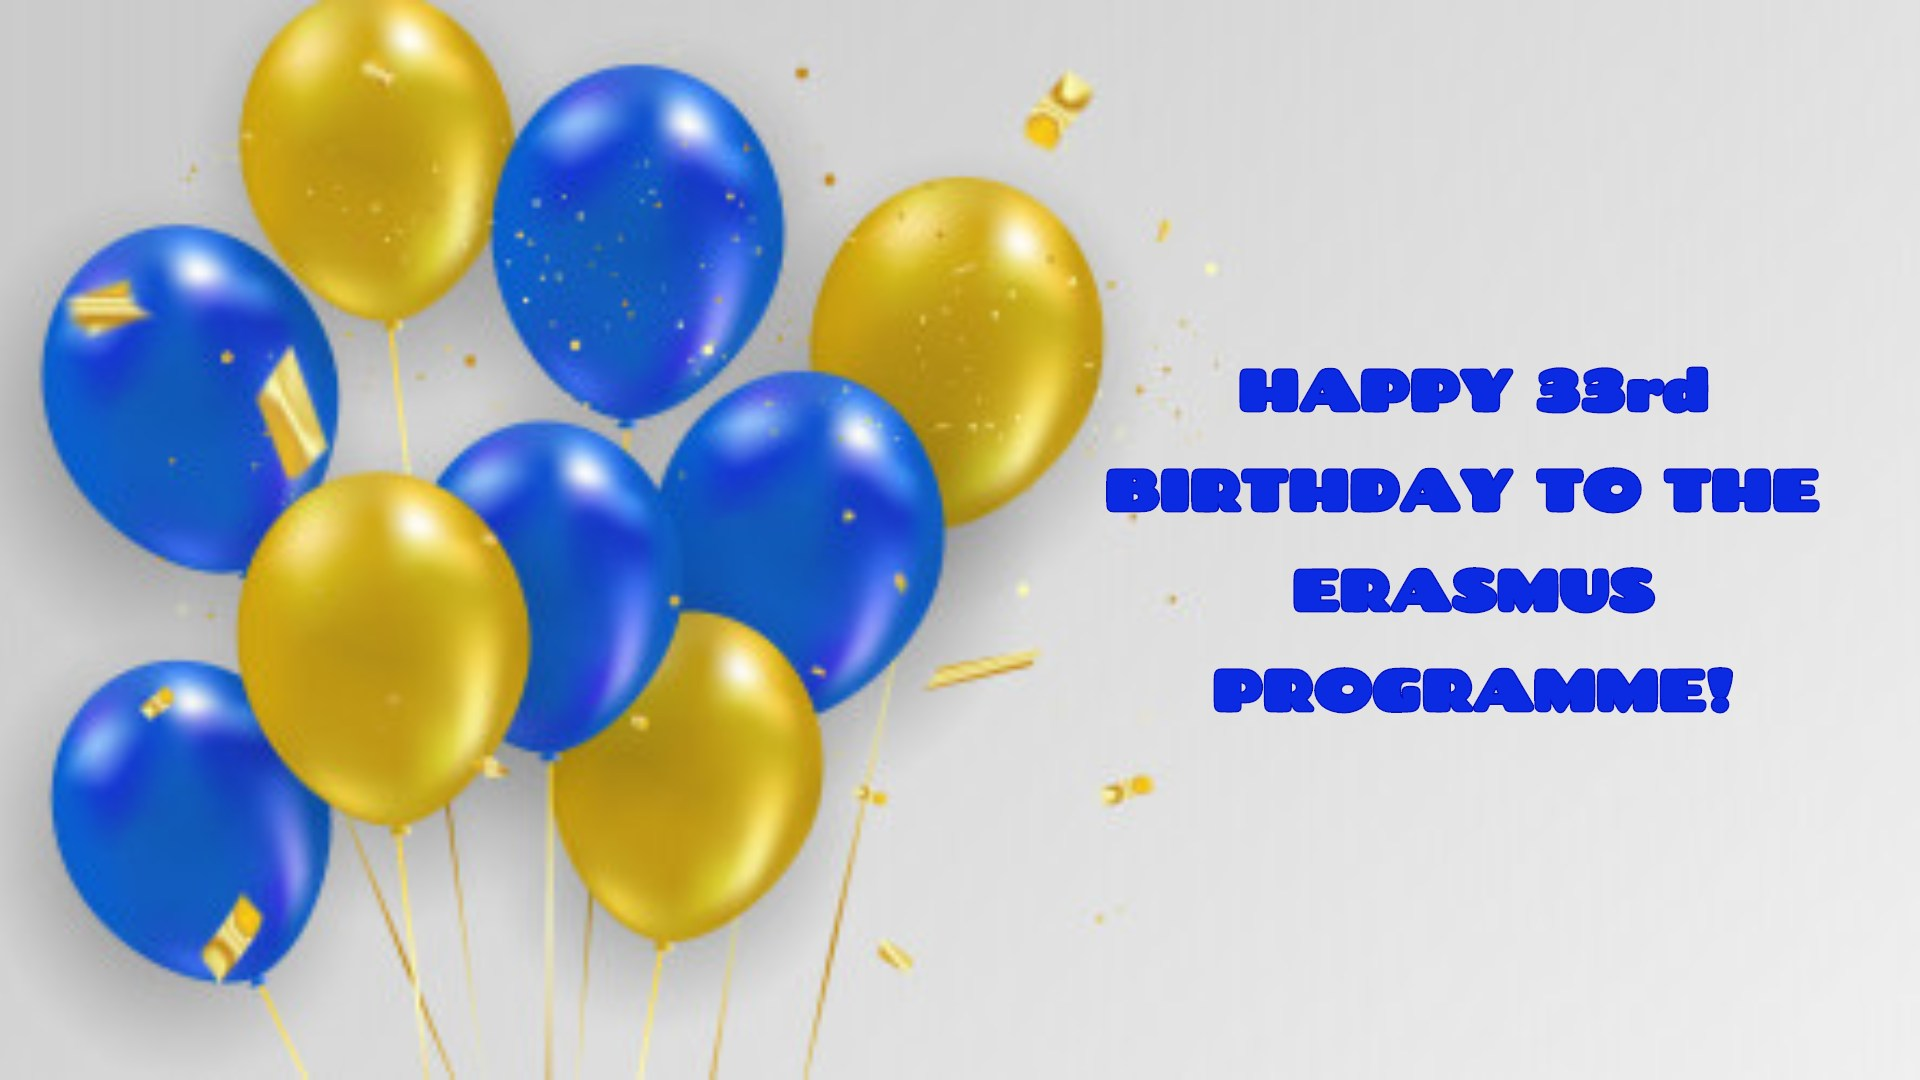 HAPPY 33rd
BIRTHDAY TO THE
ERASMUS
PROGRAMME!